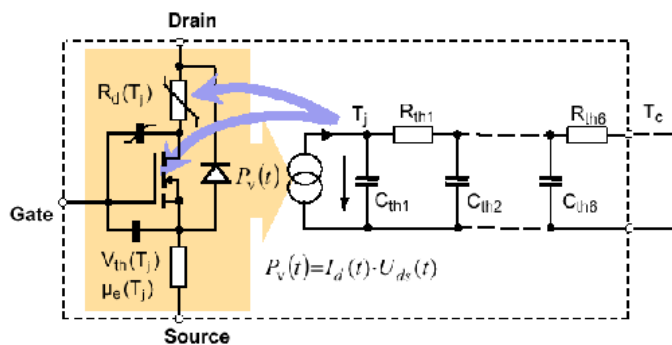 Drain
R_d(T_j)
T_j
R_th1
R_th6
T_c
P_v(t)
C_th1
C_th2
C_th6
Gate
V_th(T_j)
μ_e(T_j)
P_v(t)=I_d(t)·U_ds(t)
Source